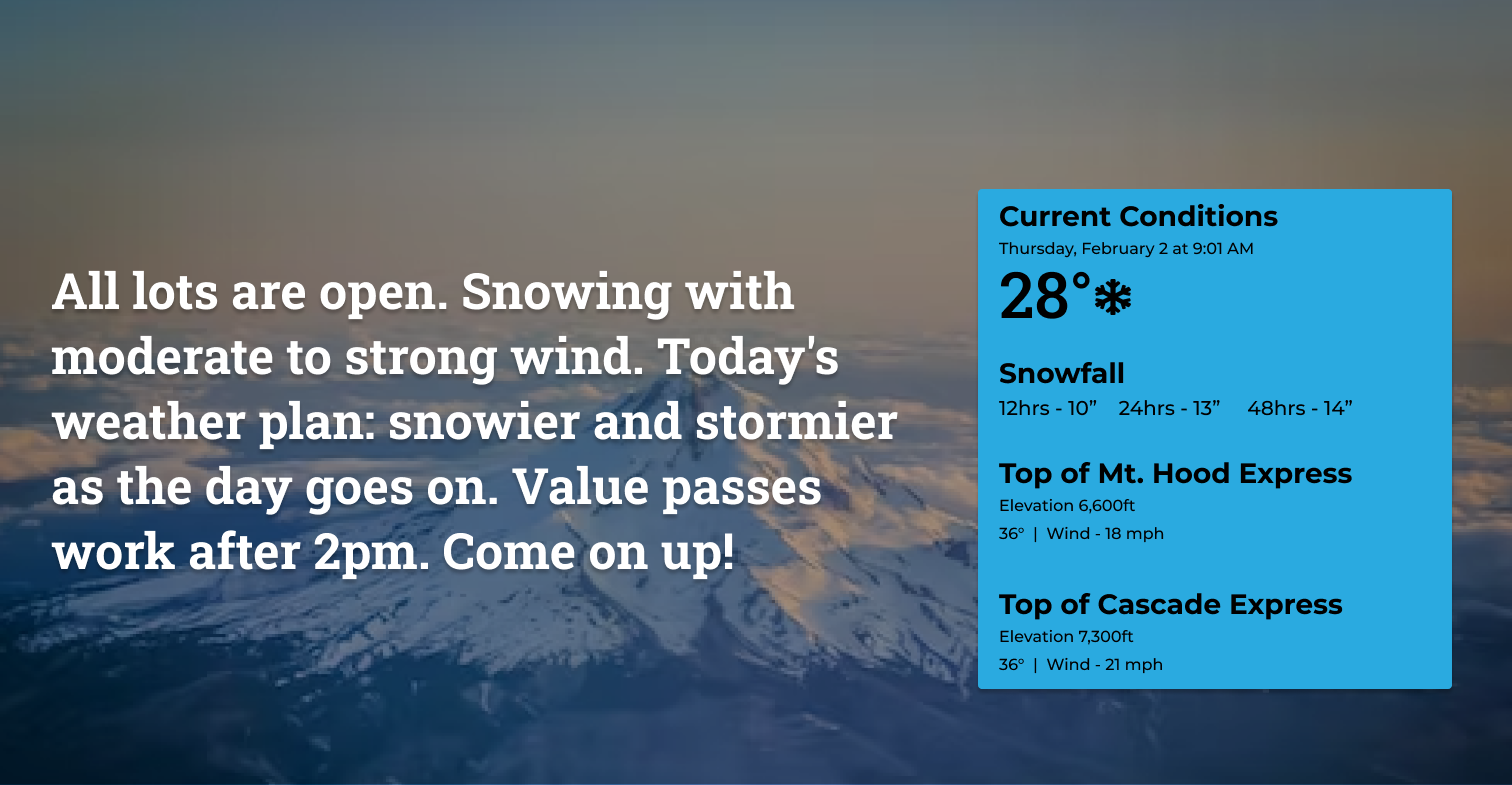 All lots are open. Snowing with
moderate to strong wind. Today's
weather plan: snowier and stormier
as the day goes on. Value passes
work after 2pm. Come on up!
Current Conditions
Thursday, February 2 at 9:01 AM
28°❄
Snowfall
12hrs - 10” 24hrs - 13” 48hrs - 14”
Top of Mt. Hood Express
Elevation 6,600ft
36° | Wind - 18 mph
Top of Cascade Express
Elevation 7,300ft
36° | Wind - 21 mph